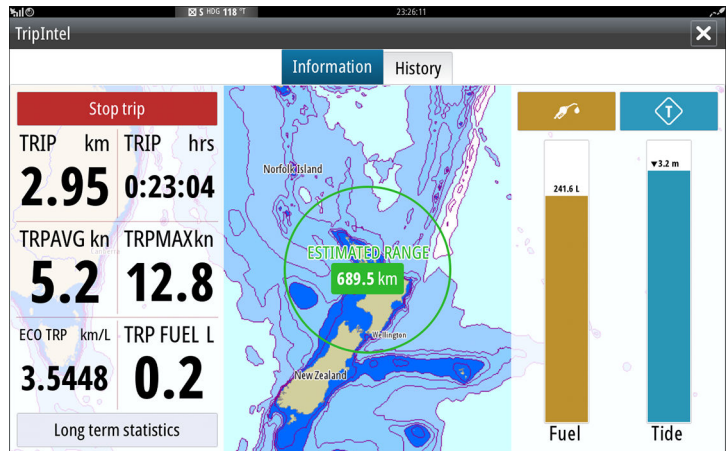 S HDG 118 °T
23:26:11
TripIntel
Information
History
Stop trip
TRIP km
2.95
TRIP hrs
0:23:04
TRPAVG kn
5.2
TRPMAX kn
12.8
ECO TRP km/L
3.5448
TRP FUEL L
0.2
Long term statistics
Norfolk Island
ESTIMATED RANGE
689.5 km
Wellington
New Zealand
T
241.6 L
▼3.2 m
Fuel
Tide